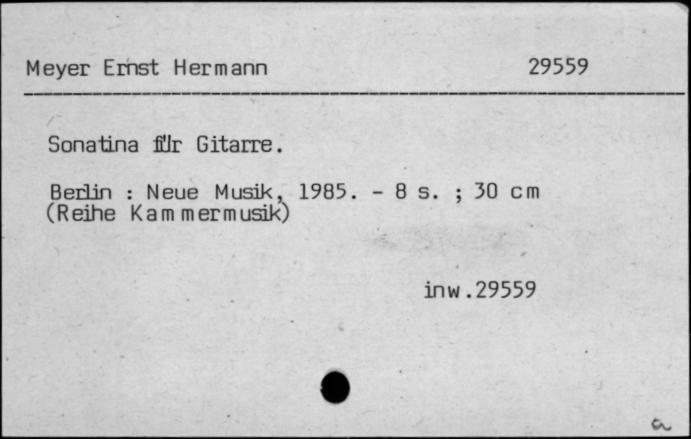 Meyer Ernst Hermann 29559
Sonatina für Gitarre.
Berlin : Neue Musik, 1985. - 8 s. ; 30 cm
(Reihe Kammermusik)
inw.29559
a